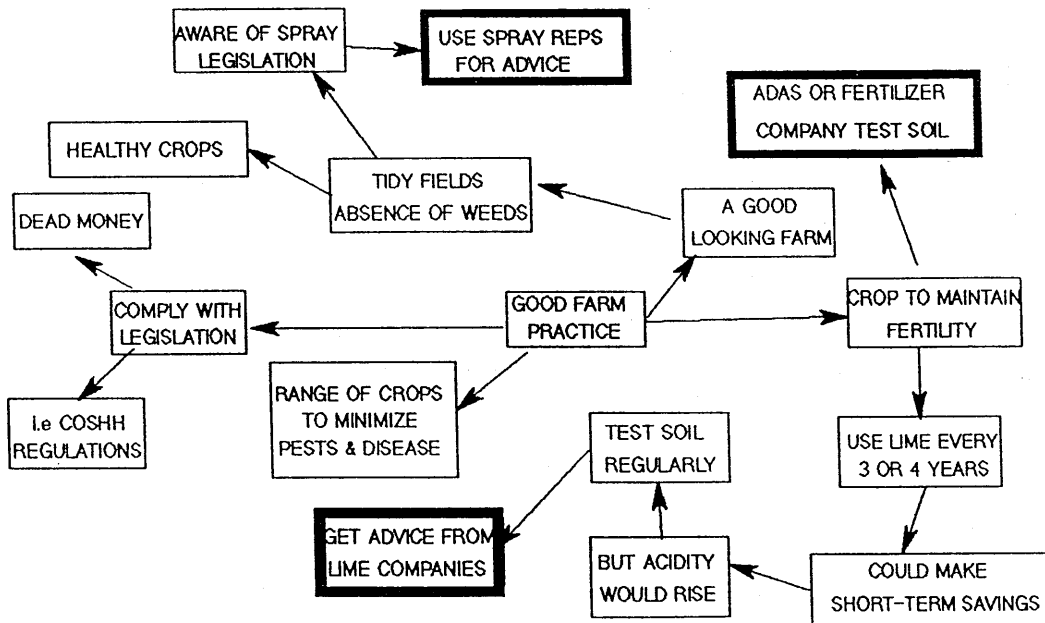 AWARE OF SPRAY
LEGISLATION
USE SPRAY REPS
FOR ADVICE
ADAS OR FERTILIZER
COMPANY TEST SOIL
HEALTHY CROPS
TIDY FIELDS
ABSENCE OF WEEDS
DEAD MONEY
A GOOD
LOOKING FARM
COMPLY WITH
LEGISLATION
GOOD FARM
PRACTICE
CROP TO MAINTAIN
FERTILITY
RANGE OF CROPS
TO MINIMIZE
PESTS & DISEASE
I.e COSHH
REGULATIONS
TEST SOIL
REGULARLY
USE LIME EVERY
3 OR 4 YEARS
GET ADVICE FROM
LIME COMPANIES
BUT ACIDITY
WOULD RISE
COULD MAKE
SHORT-TERM SAVINGS